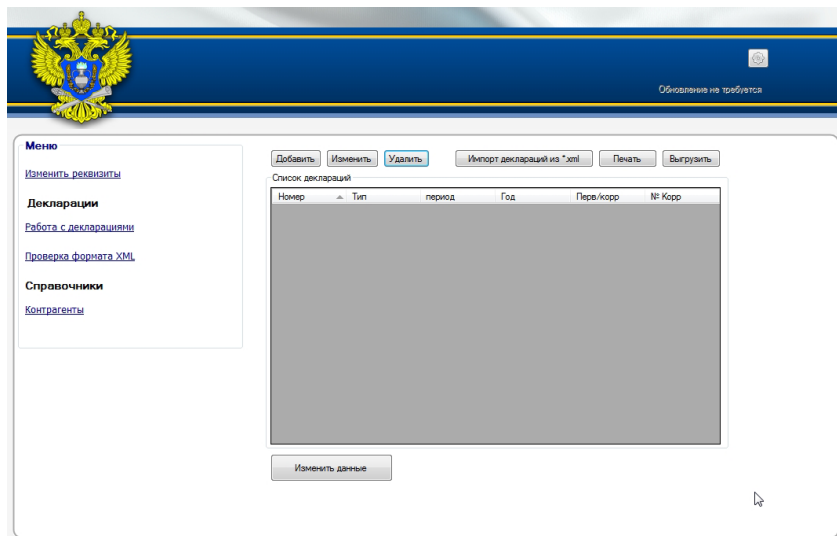 Обновление не требуется
Меню
Изменить реквизиты
Декларации
Работа с декларациями
Проверка формата XML
Справочники
Контрагенты
Добавить Изменить Удалить Импорт деклараций из *.xml Печать Выгрузить
Список деклараций
Номер Тип период Год Перв/корр № Корр
Изменить данные